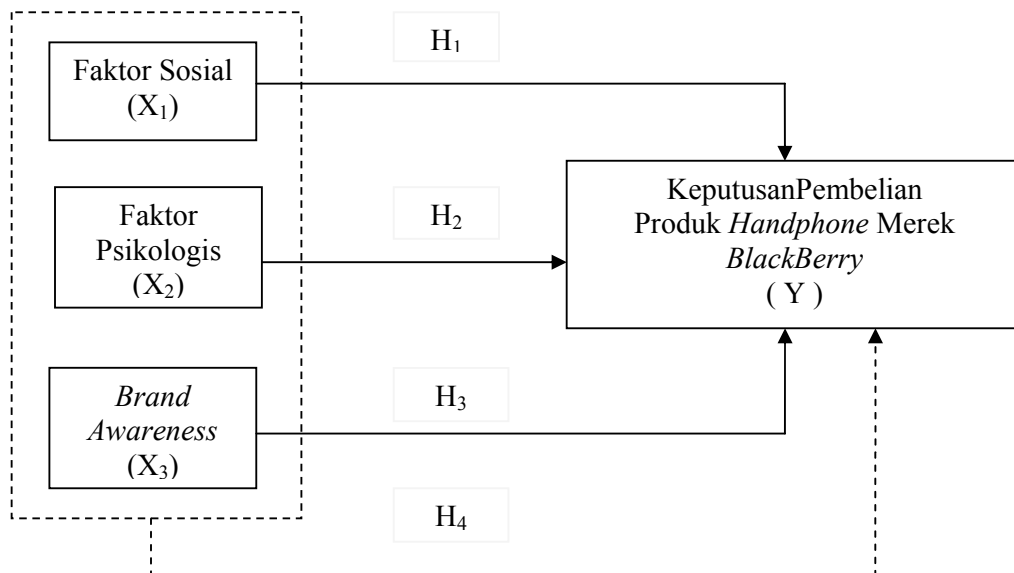 H₁
Faktor Sosial
(X₁)
KeputusanPembelian
Produk Handphone Merek
BlackBerry
( Y )
Faktor
Psikologis
(X₂)
H₂
Brand
Awareness
(X₃)
H₃
H₄